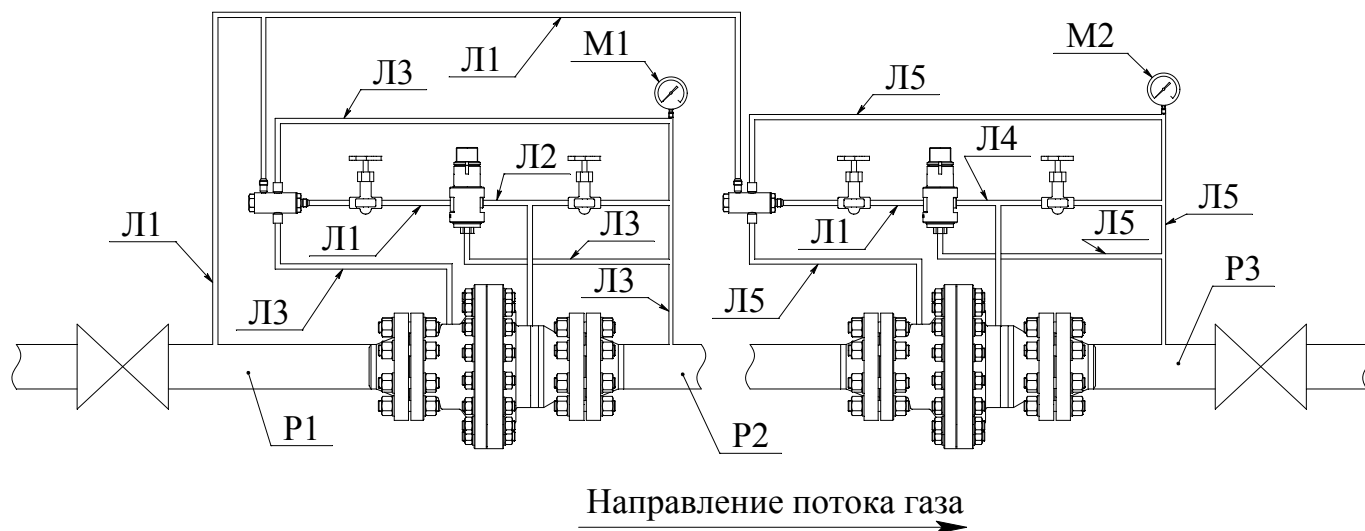 М1
М2
Л1
Л3
Л5
Л2
Л4
Л1
Л1
Л3
Л1
Л5
Л5
Л3
Л3
Л5
Р3
Р1
Р2
Направление потока газа